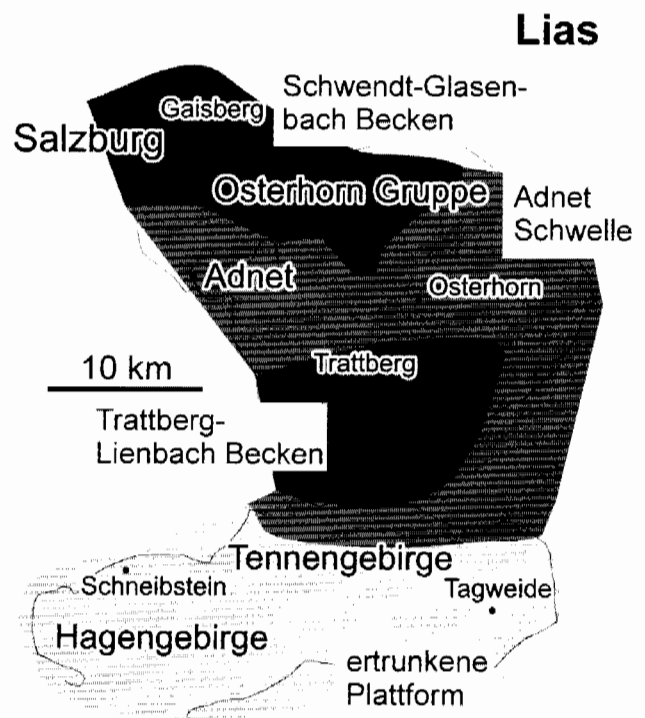 Lias
Schwendt-Glasen-
bach Becken
Gaisberg
Salzburg
Osterhorn Gruppe
Adnet
Schwelle
Adnet
Osterhorn
Trattberg
10 km
Trattberg-
Lienbach Becken
Tennengebirge
Schneibstein
Tagweide
Hagengebirge
ertrunkene
Plattform